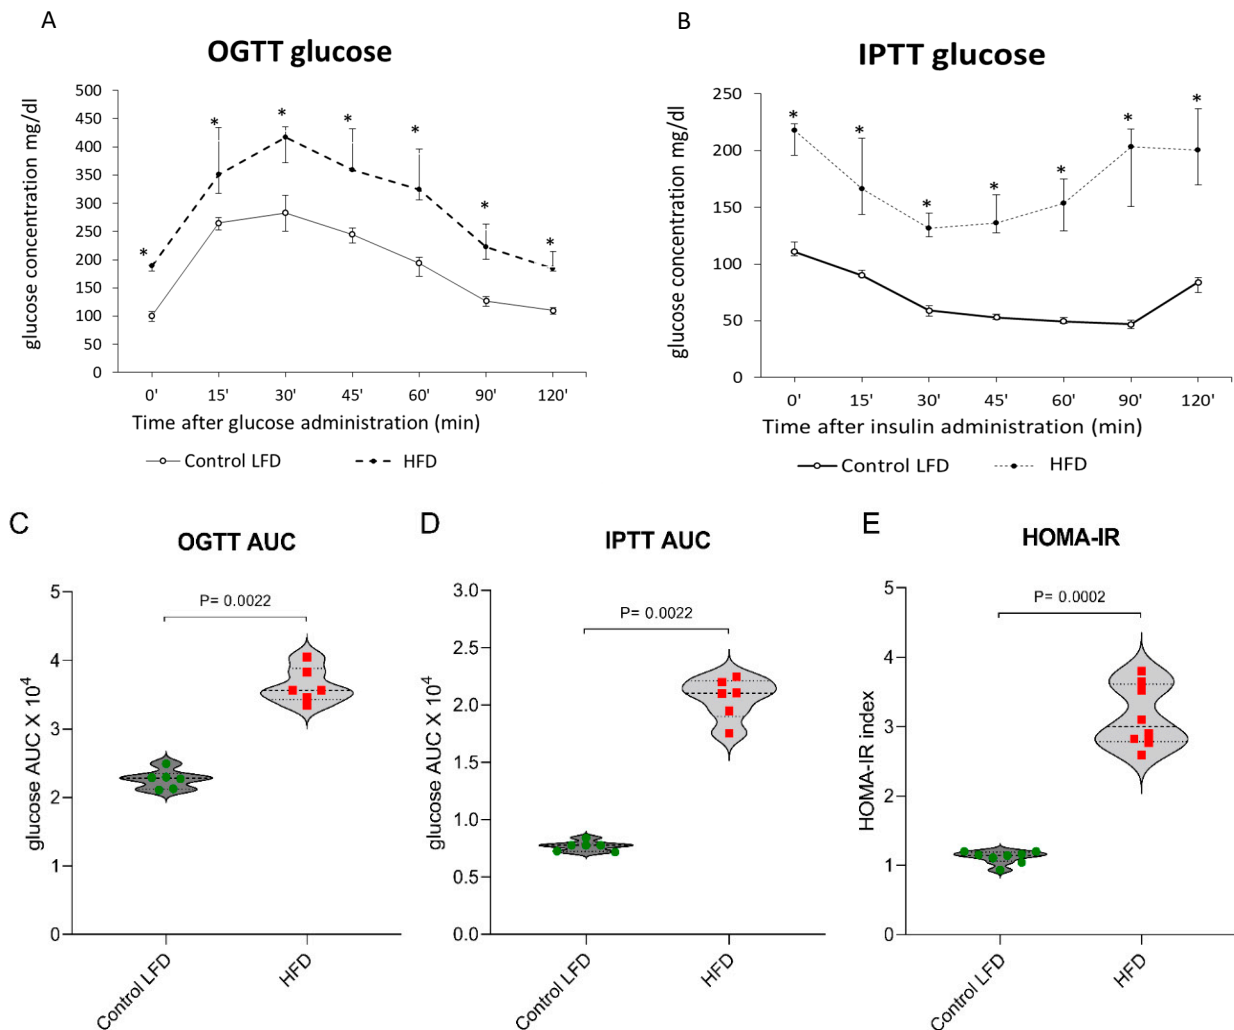 A
OGTT glucose
glucose concentration mg/dl
500
450
400
350
300
250
200
150
100
50
0
* * * * * * *
0' 15' 30' 45' 60' 90' 120'
Time after glucose administration (min)
Control LFD HFD
B
IPTT glucose
glucose concentration mg/dl
250
200
150
100
50
0
* * * * * * *
0' 15' 30' 45' 60' 90' 120'
Time after insulin administration (min)
Control LFD HFD
C
OGTT AUC
glucose AUC X 10⁴
5
4
3
2
1
0
P= 0.0022
Control LFD
HFD
D
IPTT AUC
glucose AUC X 10⁴
3.0
2.5
2.0
1.5
1.0
0.5
0.0
P= 0.0022
Control LFD
HFD
E
HOMA-IR
HOMA-IR index
5
4
3
2
1
0
P= 0.0002
Control LFD
HFD